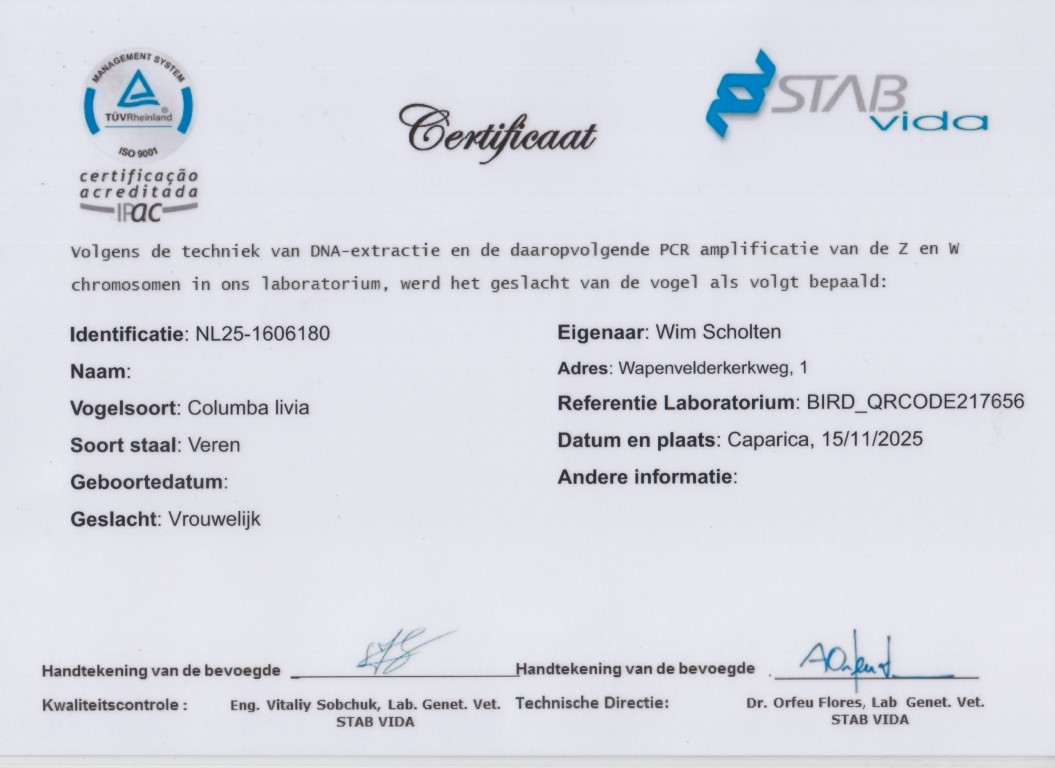 MANAGEMENT SYSTEM
TÜVRheinland®
ISO 9001
certificação
acreditada
IPAC
Certificaat
STAB
vida
Volgens de techniek van DNA-extractie en de daaropvolgende PCR amplificatie van de Z en W
chromosomen in ons laboratorium, werd het geslacht van de vogel als volgt bepaald:
Identificatie: NL25-1606180
Naam:
Vogelsoort: Columba livia
Soort staal: Veren
Geboortedatum:
Geslacht: Vrouwelijk
Eigenaar: Wim Scholten
Adres: Wapenvelderkerkweg, 1
Referentie Laboratorium: BIRD_QRCODE217656
Datum en plaats: Caparica, 15/11/2025
Andere informatie:
Handtekening van de bevoegde
Kwaliteitscontrole :
Eng. Vitaliy Sobchuk, Lab. Genet. Vet.
STAB VIDA
Handtekening van de bevoegde
Technische Directie:
Dr. Orfeu Flores, Lab Genet. Vet.
STAB VIDA